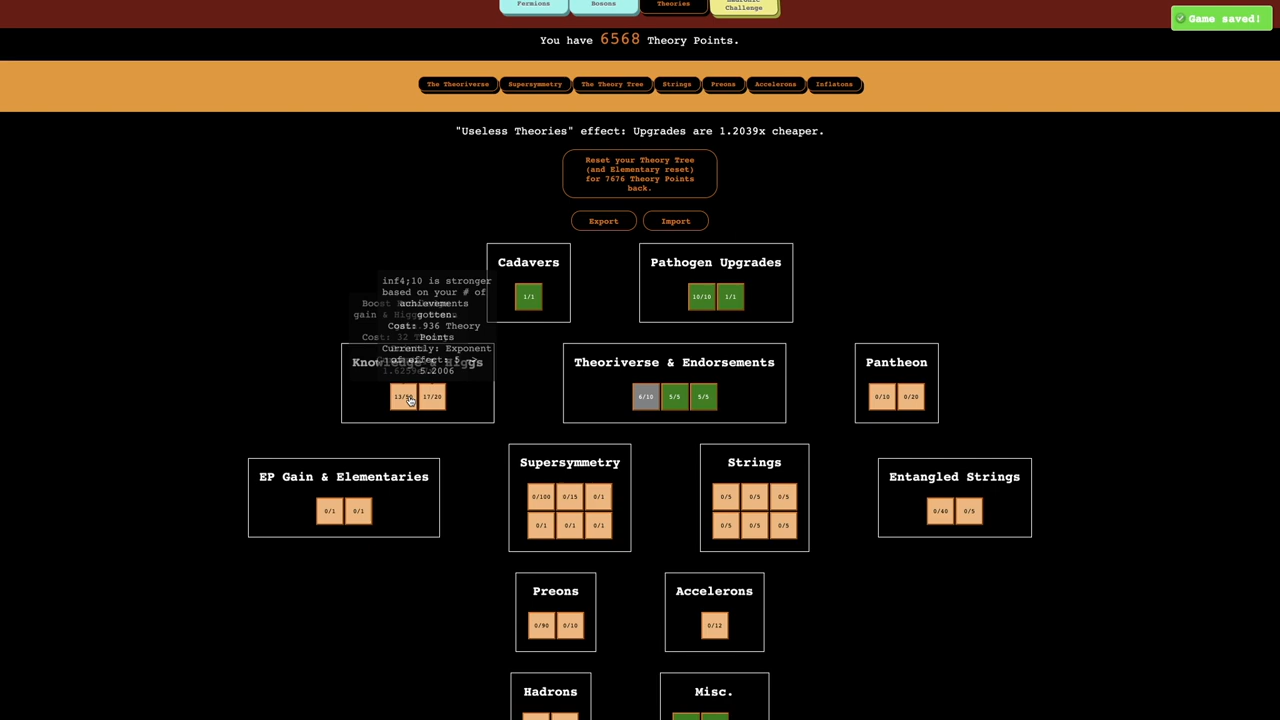 Fermions
Bosons
Theories
Challenge
Game saved!
You have 6568 Theory Points.
The Theoriverse
Supersymmetry
The Theory Tree
Strings
Preons
Accelerons
Inflatons
"Useless Theories" effect: Upgrades are 1.2039x cheaper.
Reset your Theory Tree
(and Elementary reset)
for 7676 Theory Points
back.
Export
Import
Cadavers
1/1
Pathogen Upgrades
10/10
1/1
inf4;10 is stronger
based on your # of
achievements
gotten.
Cost: 936 Theory
Points
Currently: Exponent
of effect: 5 ->
5.2006
Knowledge & Higgs
17/20
Theoriverse & Endorsements
6/10
5/5
5/5
Pantheon
0/10
0/20
EP Gain & Elementaries
0/1
0/1
Supersymmetry
0/100
0/15
0/1
0/1
0/1
0/1
Strings
0/5
0/5
0/5
0/5
0/5
0/5
Entangled Strings
0/40
0/5
Preons
0/90
0/10
Accelerons
0/12
Hadrons
Misc.